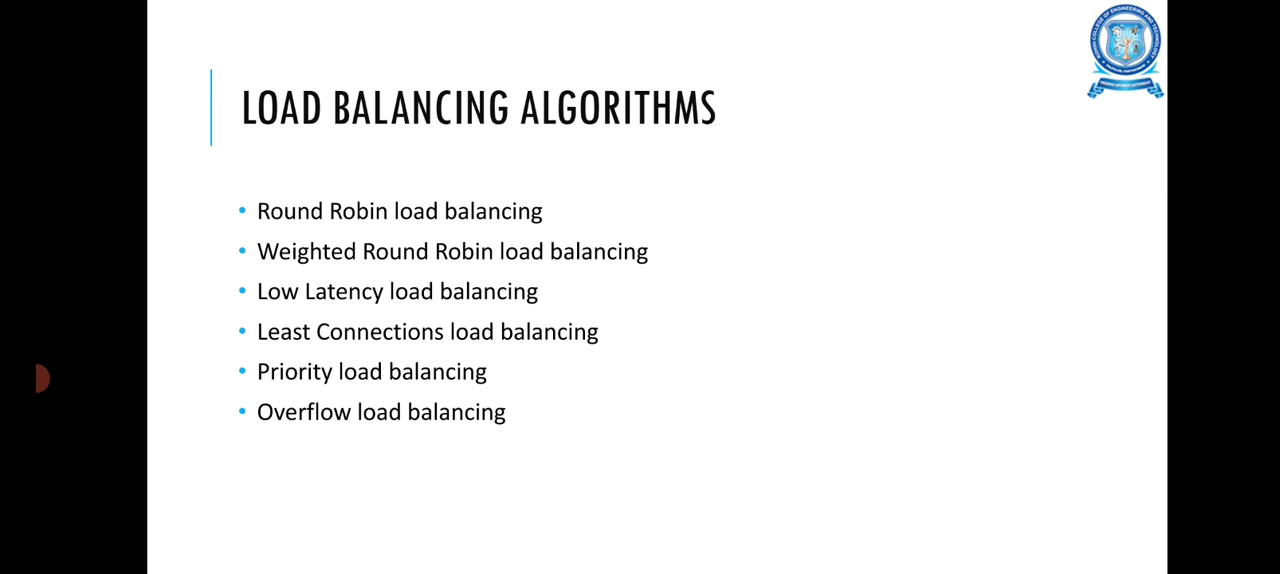 LOAD BALANCING ALGORITHMS
• Round Robin load balancing
• Weighted Round Robin load balancing
• Low Latency load balancing
• Least Connections load balancing
• Priority load balancing
• Overflow load balancing